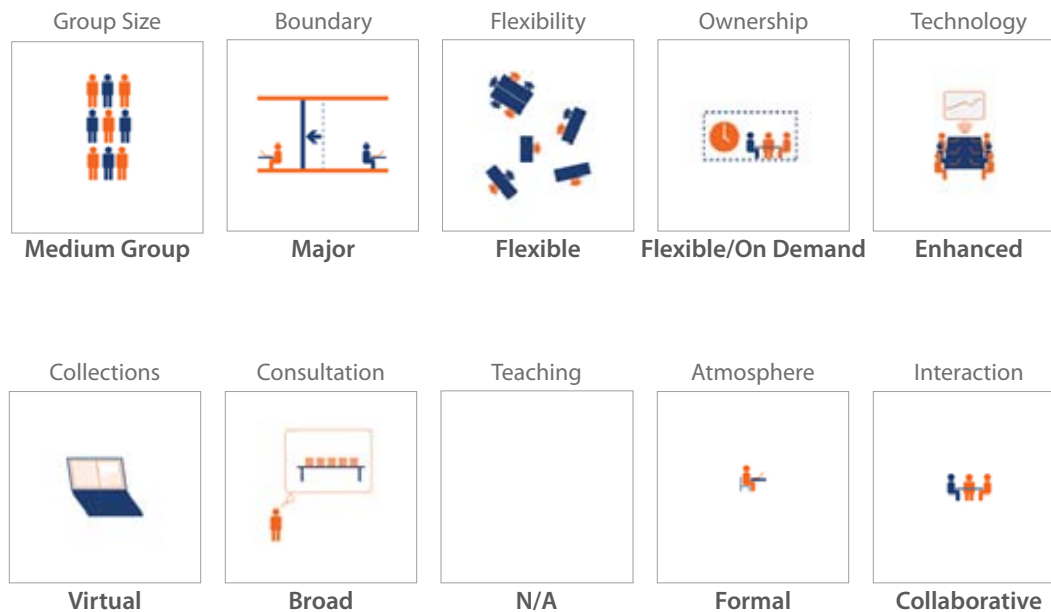 Group Size
Boundary
Flexibility
Ownership
Technology
Medium Group
Major
Flexible
Flexible/On Demand
Enhanced
Collections
Consultation
Teaching
Atmosphere
Interaction
Virtual
Broad
N/A
Formal
Collaborative